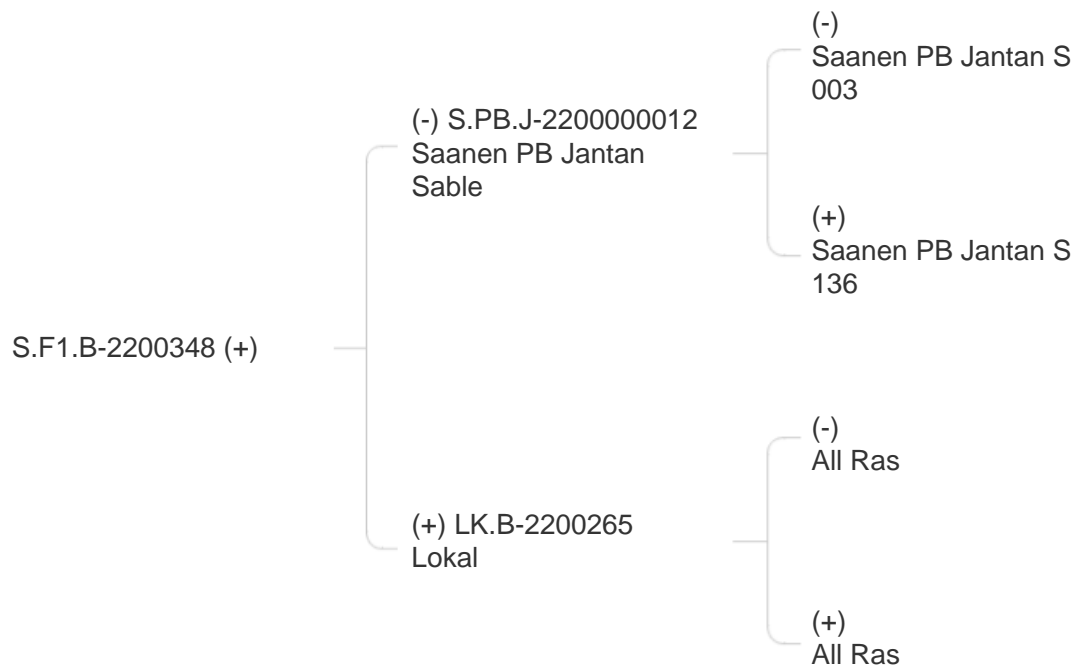 (-)
Saanen PB Jantan S
003
(-) S.PB.J-2200000012
Saanen PB Jantan
Sable
(+)
Saanen PB Jantan S
136
S.F1.B-2200348 (+)
(-)
All Ras
(+) LK.B-2200265
Lokal
(+)
All Ras